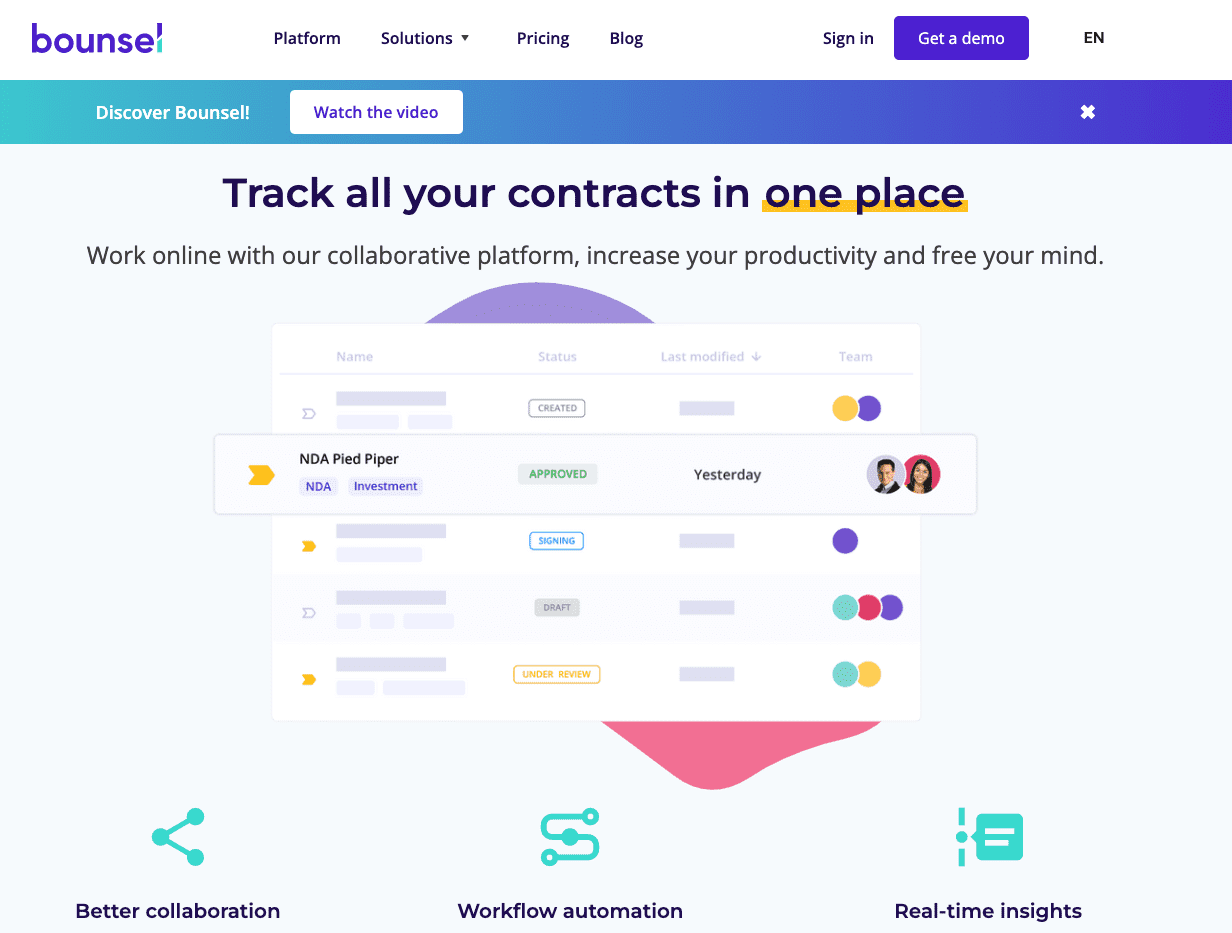 bounsel
Platform Solutions Pricing Blog Sign in Get a demo EN
Discover Bounsel! Watch the video
Track all your contracts in one place
Work online with our collaborative platform, increase your productivity and free your mind.
Name Status Last modified Team
CREATED
NDA Pied Piper
NDA Investment
APPROVED
Yesterday
SIGNING
DRAFT
UNDER REVIEW
Better collaboration Workflow automation Real-time insights